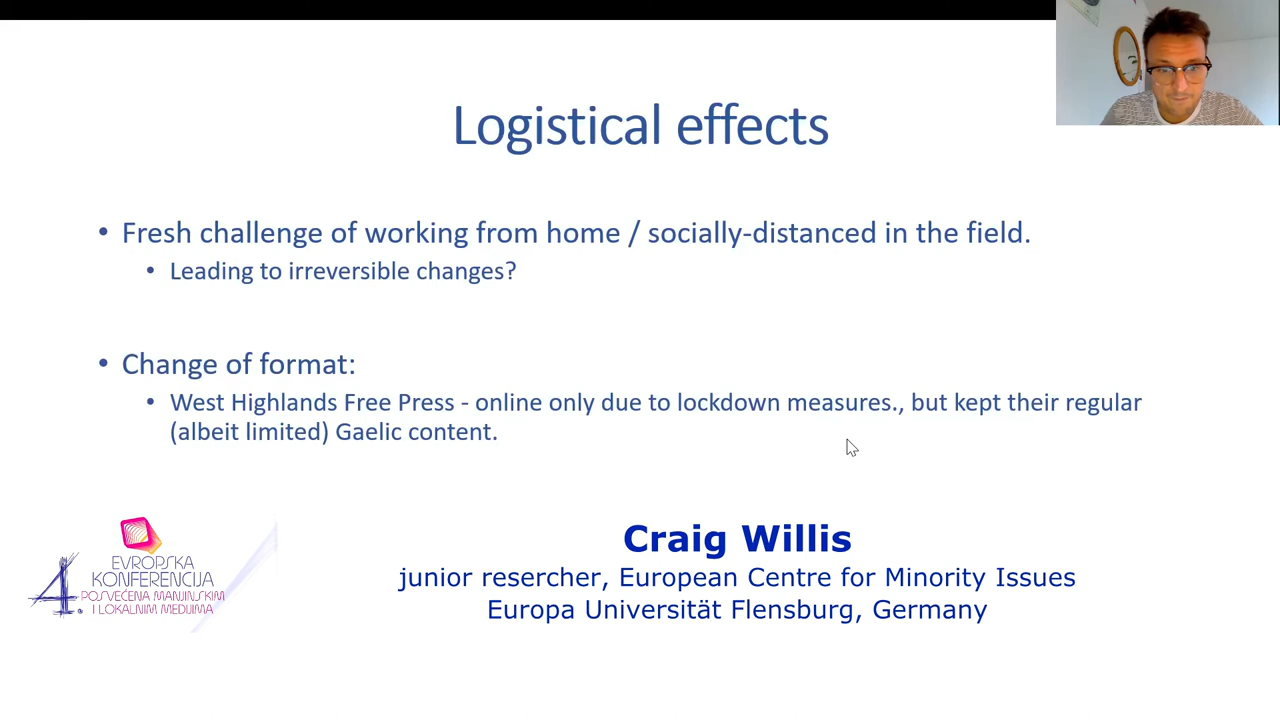 Logistical effects
• Fresh challenge of working from home / socially-distanced in the field.
• Leading to irreversible changes?
• Change of format:
• West Highlands Free Press - online only due to lockdown measures., but kept their regular
(albeit limited) Gaelic content.
4. EVROPSKA
KONFERENCIJA
POSVEĆENA MANJINSKIM
I LOKALNIM MEDIJIMA
Craig Willis
junior resercher, European Centre for Minority Issues
Europa Universität Flensburg, Germany